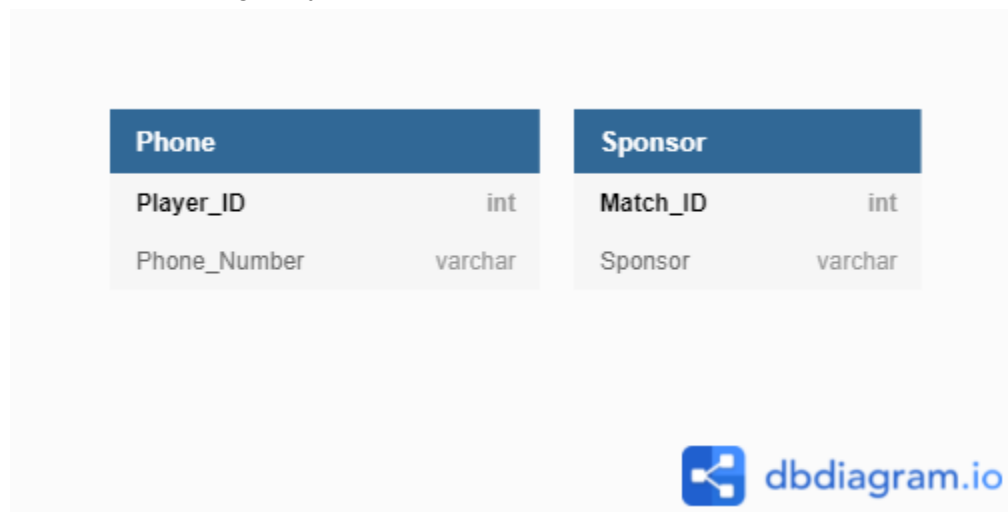 Phone
Player_ID int
Phone_Number varchar
Sponsor
Match_ID int
Sponsor varchar
dbdiagram.io